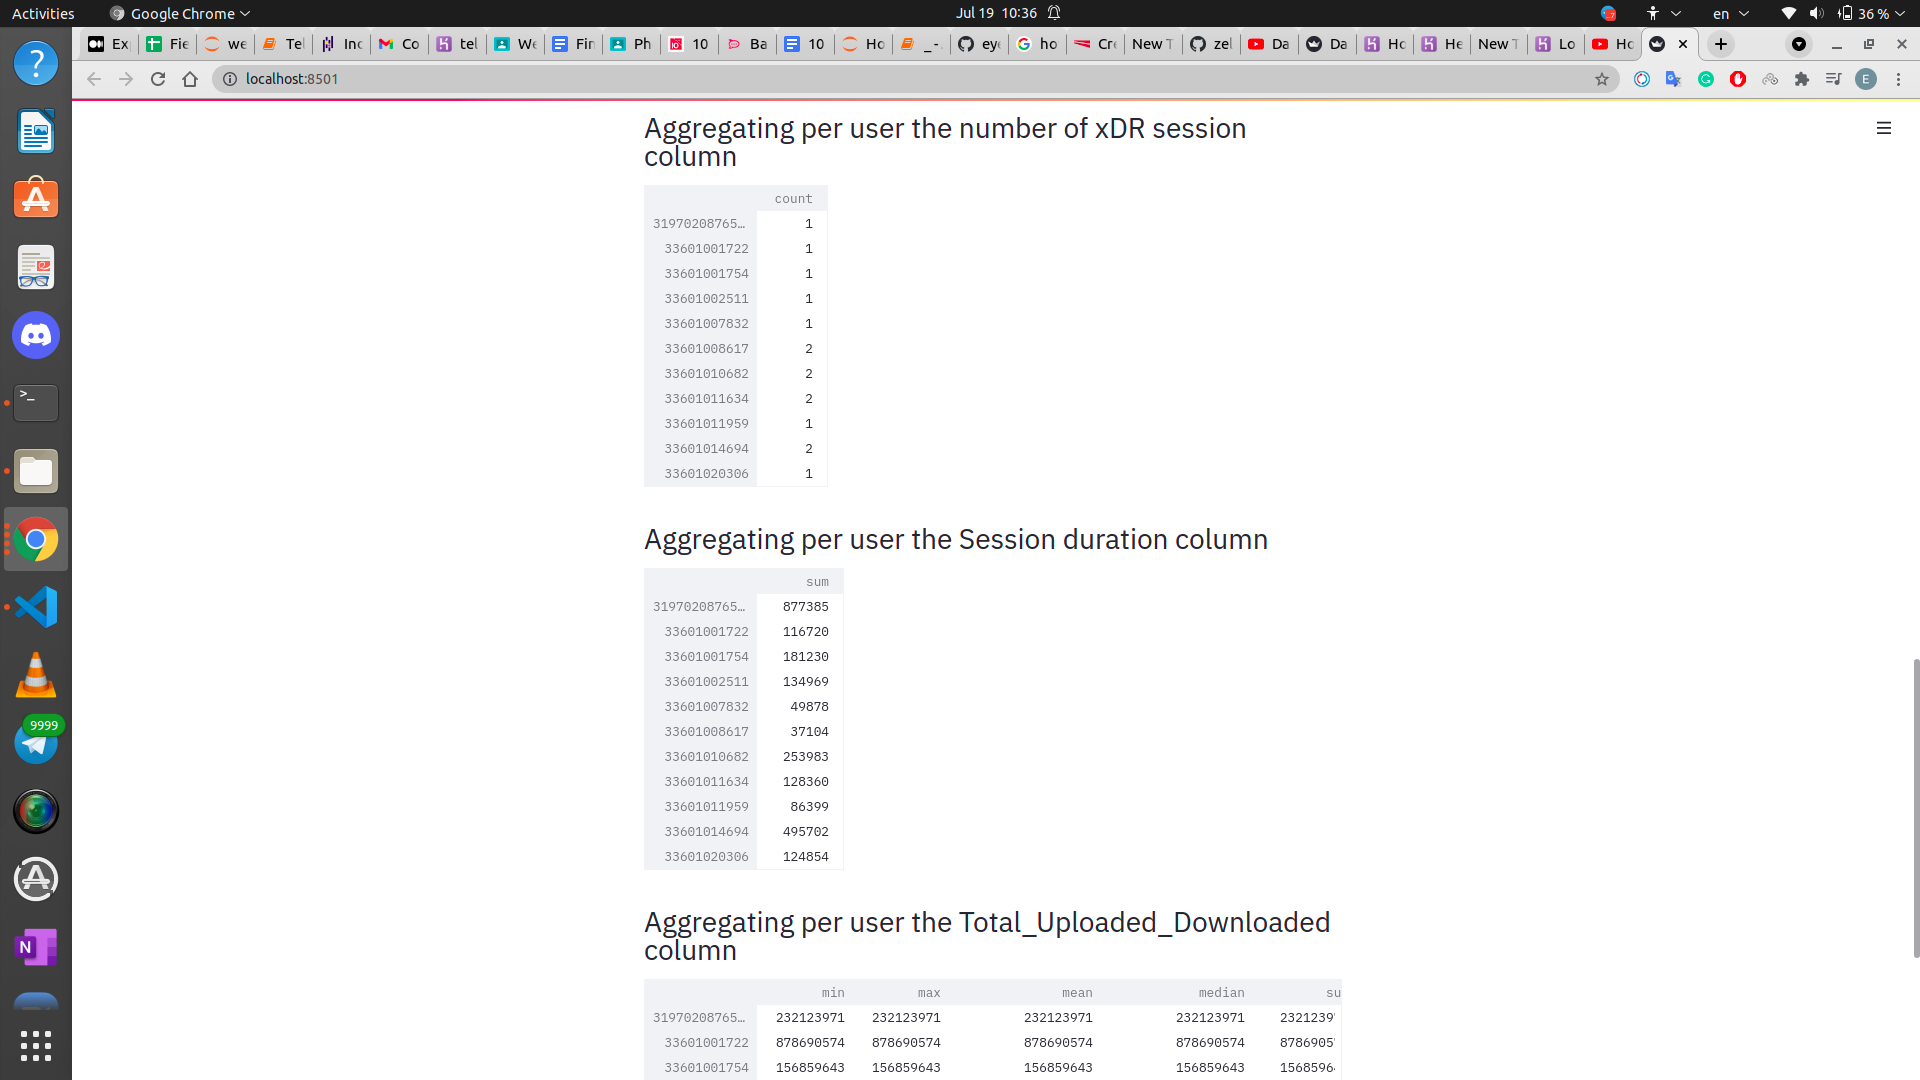 Activities
Google Chrome
Jul 19 10:36
en
36 %
Ex
Fie
we
Tel
Inc
Co
tel
We
Fin
Ph
10
Ba
10
Ho
_-.
eye
ho
Cre
New T
zel
Da
Da
Ho
He
New T
Lo
Ho
localhost:8501
E
Aggregating per user the number of xDR session
column
count
31970208765… 1
33601001722 1
33601001754 1
33601002511 1
33601007832 1
33601008617 2
33601010682 2
33601011634 2
33601011959 1
33601014694 2
33601020306 1
Aggregating per user the Session duration column
sum
31970208765… 877385
33601001722 116720
33601001754 181230
33601002511 134969
33601007832 49878
33601008617 37104
33601010682 253983
33601011634 128360
33601011959 86399
33601014694 495702
33601020306 124854
9999
Aggregating per user the Total_Uploaded_Downloaded
column
min max mean median su
31970208765… 232123971 232123971 232123971 232123971 2321239
33601001722 878690574 878690574 878690574 878690574 8786905
33601001754 156859643 156859643 156859643 156859643 156859